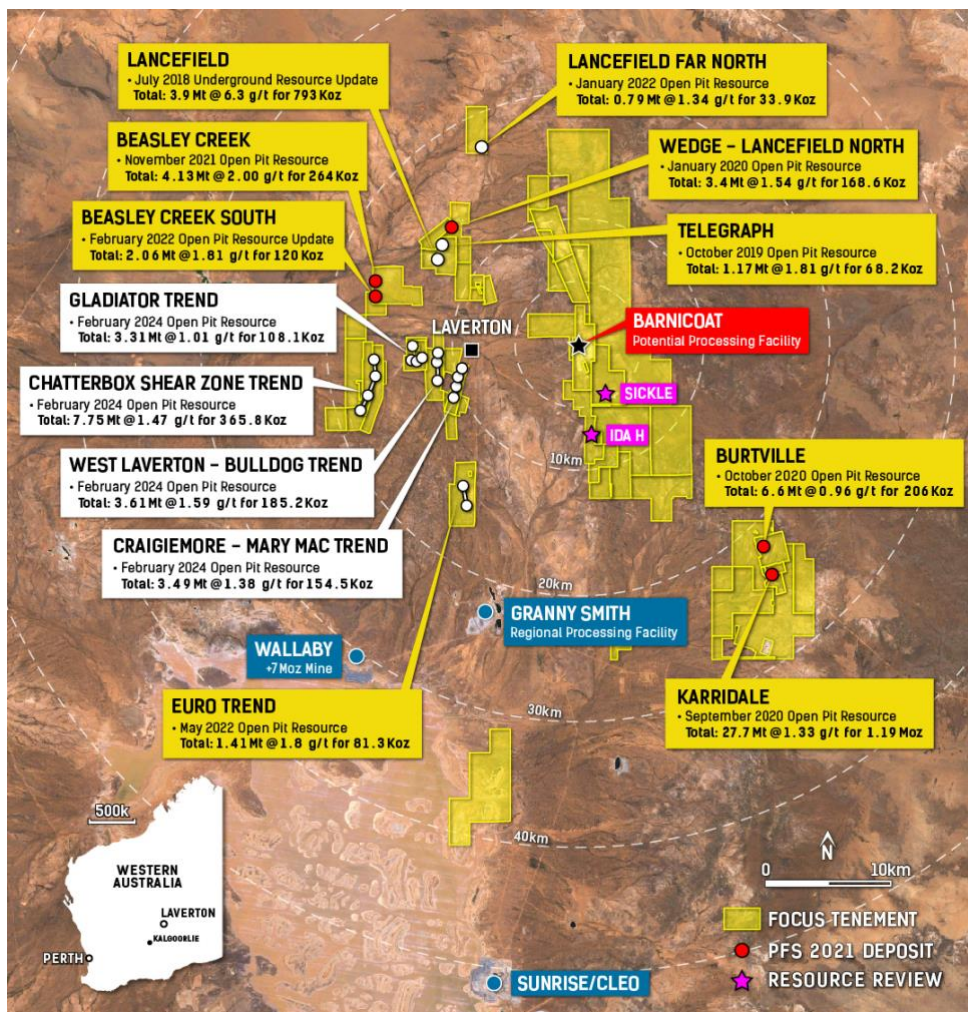 LANCEFIELD
• July 2018 Underground Resource Update
Total: 3.9 Mt @ 6.3 g/t for 793 Koz
LANCEFIELD FAR NORTH
• January 2022 Open Pit Resource
Total: 0.79 Mt @ 1.34 g/t for 33.9 Koz
BEASLEY CREEK
• November 2021 Open Pit Resource
Total: 4.13 Mt @ 2.00 g/t for 264 Koz
WEDGE – LANCEFIELD NORTH
• January 2020 Open Pit Resource
Total: 3.4 Mt @ 1.54 g/t for 168.6 Koz
BEASLEY CREEK SOUTH
• February 2022 Open Pit Resource Update
Total: 2.06 Mt @ 1.81 g/t for 120 Koz
TELEGRAPH
• October 2019 Open Pit Resource
Total: 1.17 Mt @ 1.81 g/t for 68.2 Koz
GLADIATOR TREND
• February 2024 Open Pit Resource
Total: 3.31 Mt @ 1.01 g/t for 108.1 Koz
LAVERTON
BARNICOAT
Potential Processing Facility
CHATTERBOX SHEAR ZONE TREND
• February 2024 Open Pit Resource
Total: 7.75 Mt @ 1.47 g/t for 365.8 Koz
SICKLE
IDA H
WEST LAVERTON – BULLDOG TREND
• February 2024 Open Pit Resource
Total: 3.61 Mt @ 1.59 g/t for 185.2 Koz
10km
BURTVILLE
• October 2020 Open Pit Resource
Total: 6.6 Mt @ 0.96 g/t for 206 Koz
CRAIGIEMORE – MARY MAC TREND
• February 2024 Open Pit Resource
Total: 3.49 Mt @ 1.38 g/t for 154.5 Koz
20km
GRANNY SMITH
Regional Processing Facility
WALLABY
+7 Moz Mine
EURO TREND
• May 2022 Open Pit Resource
Total: 1.41 Mt @ 1.8 g/t for 81.3 Koz
30km
KARRIDALE
• September 2020 Open Pit Resource
Total: 27.7 Mt @ 1.33 g/t for 1.19 Moz
40km
500k
WESTERN
AUSTRALIA
LAVERTON
KALGOORLIE
PERTH
N
0 10km
FOCUS TENEMENT
PFS 2021 DEPOSIT
RESOURCE REVIEW
SUNRISE/CLEO